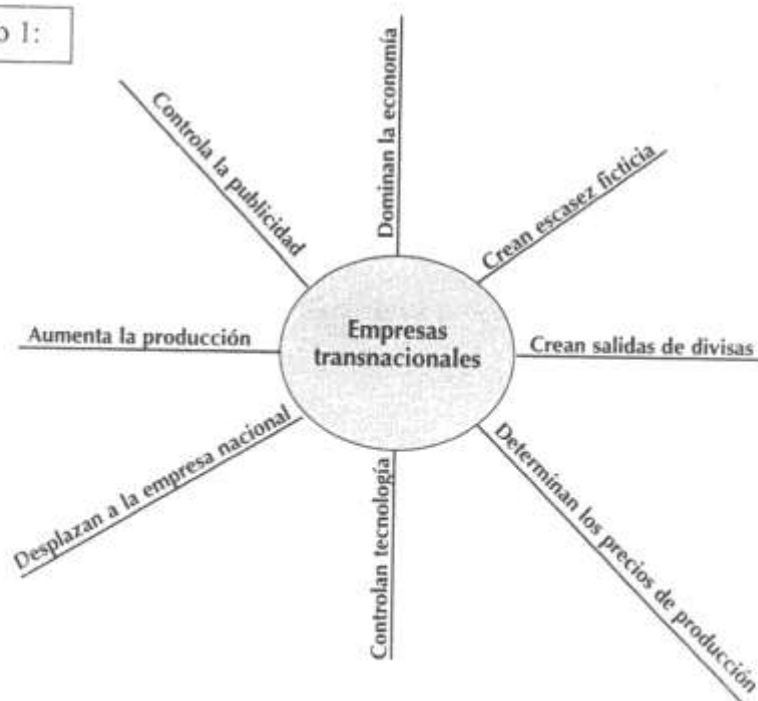 o 1:
Dominan la economía
Controla la publicidad
Crean escasez ficticia
Aumenta la producción
Empresas
transnacionales
Crean salidas de divisas
Desplazan a la empresa nacional
Controlan tecnología
Determinan los precios de producción